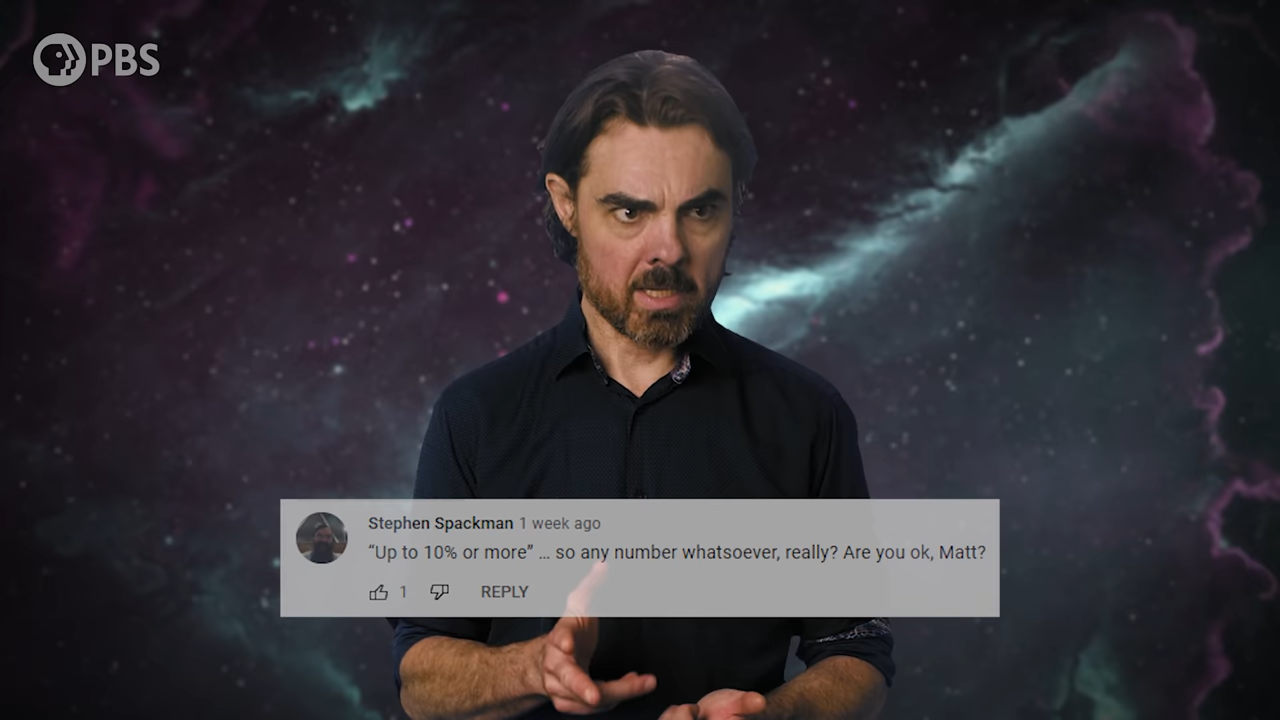 PBS
Stephen Spackman 1 week ago
“Up to 10% or more” ... so any number whatsoever, really? Are you ok, Matt?
1 REPLY